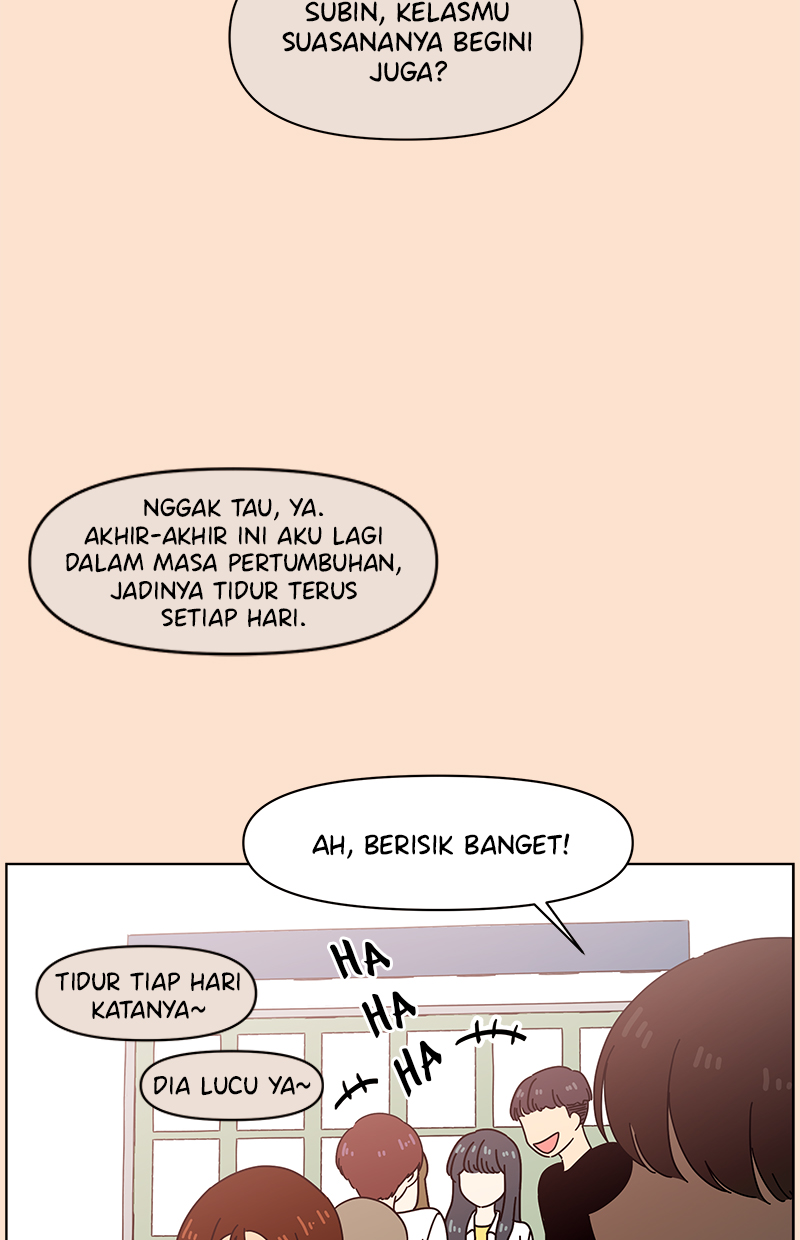 SUBIN, KELASMU
SUASANANYA BEGINI
JUGA?
NGGAK TAU, YA.
AKHIR-AKHIR INI AKU LAGI
DALAM MASA PERTUMBUHAN,
JADINYA TIDUR TERUS
SETIAP HARI.
AH, BERISIK BANGET!
TIDUR TIAP HARI
KATANYA~
DIA LUCU YA~
HA
HA
HA